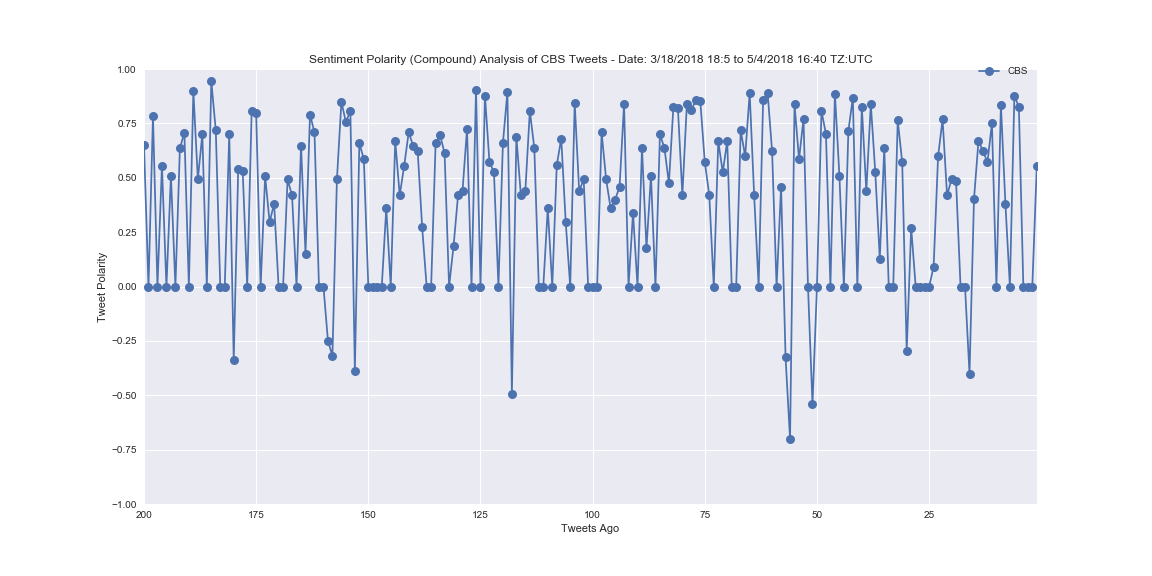 Sentiment Polarity (Compound) Analysis of CBS Tweets - Date: 3/18/2018 18:5 to 5/4/2018 16:40 TZ:UTC
CBS
1.00
0.75
0.50
0.25
0.00
−0.25
−0.50
−0.75
−1.00
Tweet Polarity
200 175 150 125 100 75 50 25
Tweets Ago